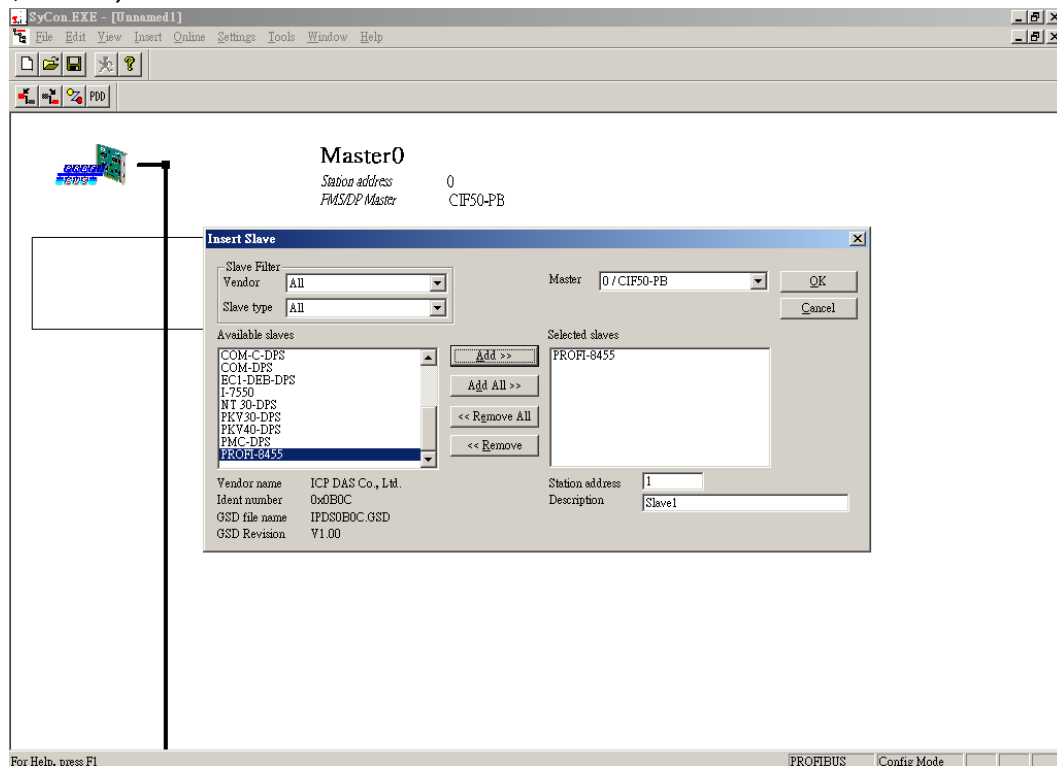 SyCon.EXE - [Unnamed1]
File Edit View Insert Online Settings Tools Window Help
PDD
Master0
Station address 0
FMS/DP Master CIF50-PB
Insert Slave
Slave Filter
Vendor All
Slave type All
Master 0 / CIF50-PB
OK
Cancel
Available slaves
COM-C-DPS
COM-DPS
EC1-DEB-DPS
I-7550
NT 30-DPS
PKV30-DPS
PKV40-DPS
PMC-DPS
PROFI-8455
Add >>
Add All >>
<< Remove All
<< Remove
Selected slaves
PROFI-8455
Vendor name ICP DAS Co., Ltd.
Ident number 0x0B0C
GSD file name IPDS0B0C.GSD
GSD Revision V1.00
Station address 1
Description Slave1
For Help, press F1
PROFIBUS Config Mode